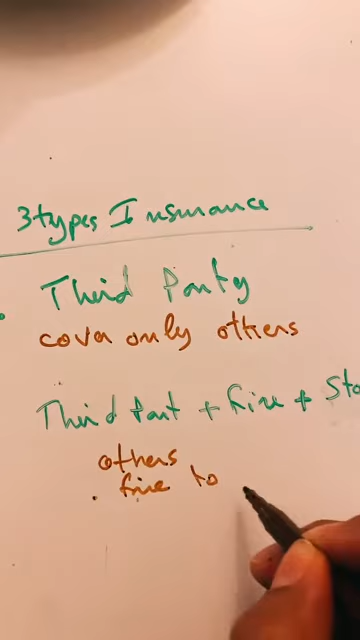 3types Insurance
Third Party
cover only others
Third Part + fire + Sto
others
. fire to